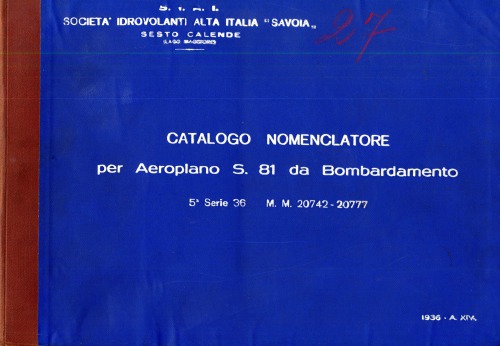 S. I. A. I.
SOCIETA' IDROVOLANTI ALTA ITALIA "SAVOIA"
SESTO CALENDE
(LAGO MAGGIORE)
27
CATALOGO NOMENCLATORE
per Aeroplano S. 81 da Bombardamento
5ª Serie 36 M. M. 20742-20777
1936 - A. XIV.